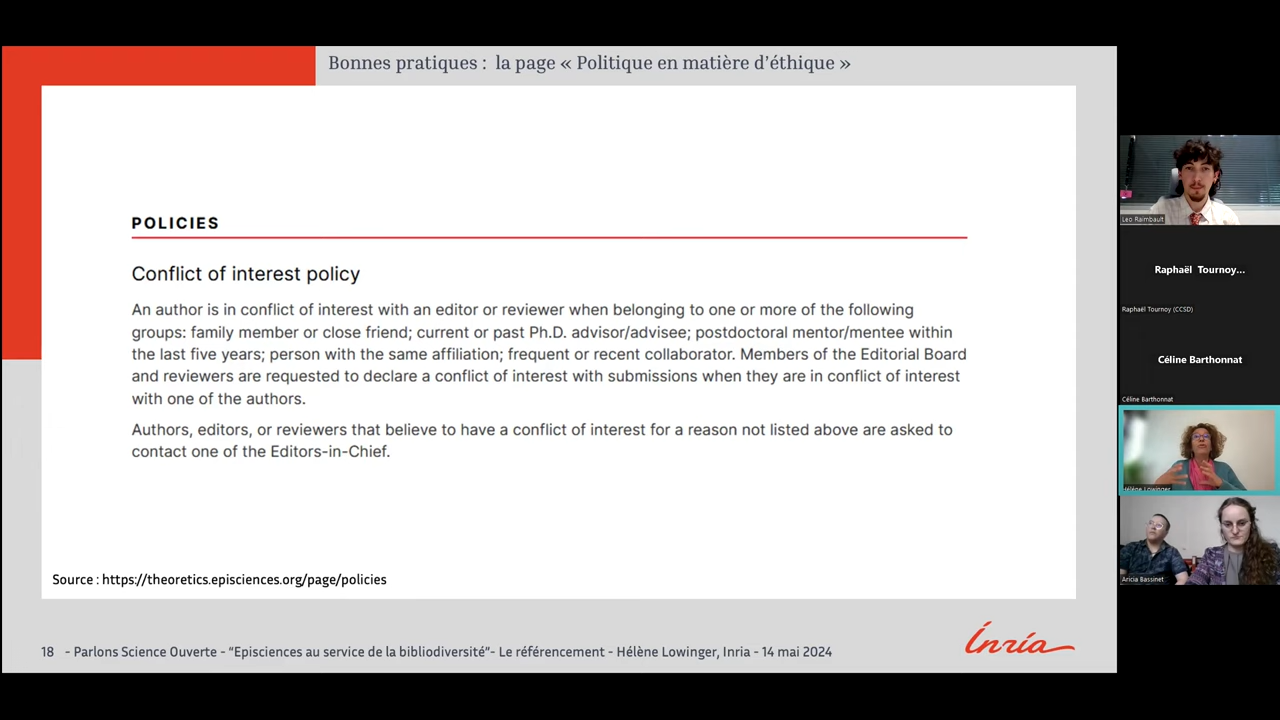 Bonnes pratiques : la page « Politique en matière d’éthique »
POLICIES
Conflict of interest policy
An author is in conflict of interest with an editor or reviewer when belonging to one or more of the following
groups: family member or close friend; current or past Ph.D. advisor/advisee; postdoctoral mentor/mentee within
the last five years; person with the same affiliation; frequent or recent collaborator. Members of the Editorial Board
and reviewers are requested to declare a conflict of interest with submissions when they are in conflict of interest
with one of the authors.
Authors, editors, or reviewers that believe to have a conflict of interest for a reason not listed above are asked to
contact one of the Editors-in-Chief.
Source : https://theoretics.episciences.org/page/policies
18 - Parlons Science Ouverte - “Episciences au service de la bibliodiversité”- Le référencement - Hélène Lowinger, Inria - 14 mai 2024
Inria
Leo Raimbault
Raphaël Tournoy...
Raphaël Tournoy (CCSD)
Céline Barthonnat
Céline Barthonnat
Hélène Lowinger
Aricia Bassinet